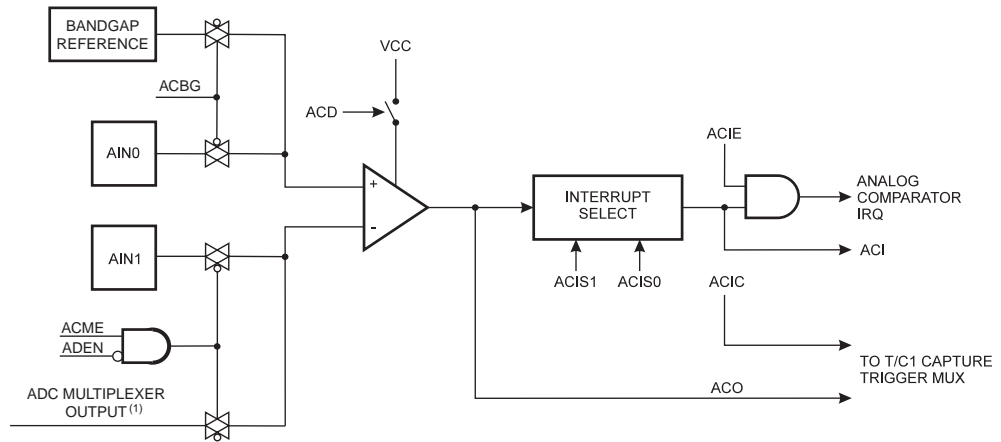 BANDGAP
REFERENCE
VCC
ACBG
ACD
AIN0
+
-
INTERRUPT
SELECT
ACIE
ANALOG
COMPARATOR
IRQ
ACI
AIN1
ACIS1
ACIS0
ACIC
ACME
ADEN
TO T/C1 CAPTURE
TRIGGER MUX
ADC MULTIPLEXER
OUTPUT (1)
ACO